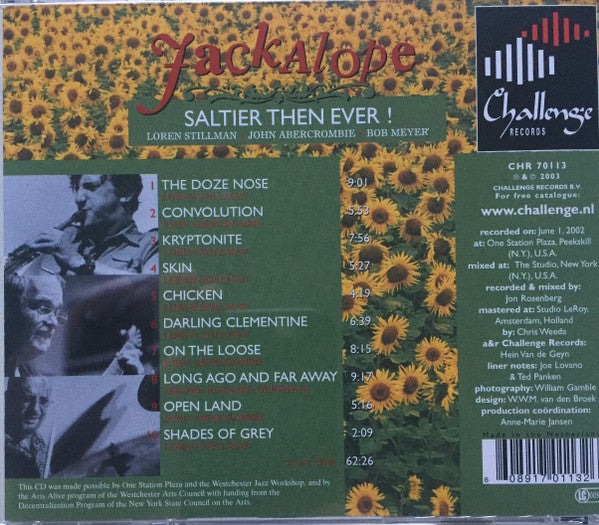 Jackalope
SALTIER THEN EVER !
LOREN STILLMAN JOHN ABERCROMBIE BOB MEYER
Challenge
RECORDS
1 THE DOZE NOSE 9:01
2 CONVOLUTION 5:53
3 KRYPTONITE 7:56
4 SKIN 5:27
5 CHICKEN 4:19
6 DARLING CLEMENTINE 6:39
7 ON THE LOOSE 8:15
8 LONG AGO AND FAR AWAY 9:17
9 OPEN LAND 5:16
10 SHADES OF GREY 2:09
62:26
This CD was made possible by One Station Plaza and the Westchester Jazz Workshop, and by
the Arts Alive program of the Westchester Arts Council with funding from the
Decentralization Program of the New York State Council on the Arts.
CHR 70113
℗ & © 2003
CHALLENGE RECORDS B.V.
For free catalogue:
www.challenge.nl
recorded on: June 1, 2002
at: One Station Plaza, Peekskill
(N.Y.), U.S.A.
mixed at: The Studio, New York
(N.Y.), U.S.A.
recorded & mixed by:
Jon Rosenberg
mastered at: Studio LeRoy,
Amsterdam, Holland
by: Chris Weeda
a&r Challenge Records:
Hein Van de Geyn
liner notes: Joe Lovano
& Ted Panken
photography: William Gamble
design: W.W.M. van den Broek
production coördination:
Anne-Marie Jansen
Made in the Netherlands
6 08917 01132